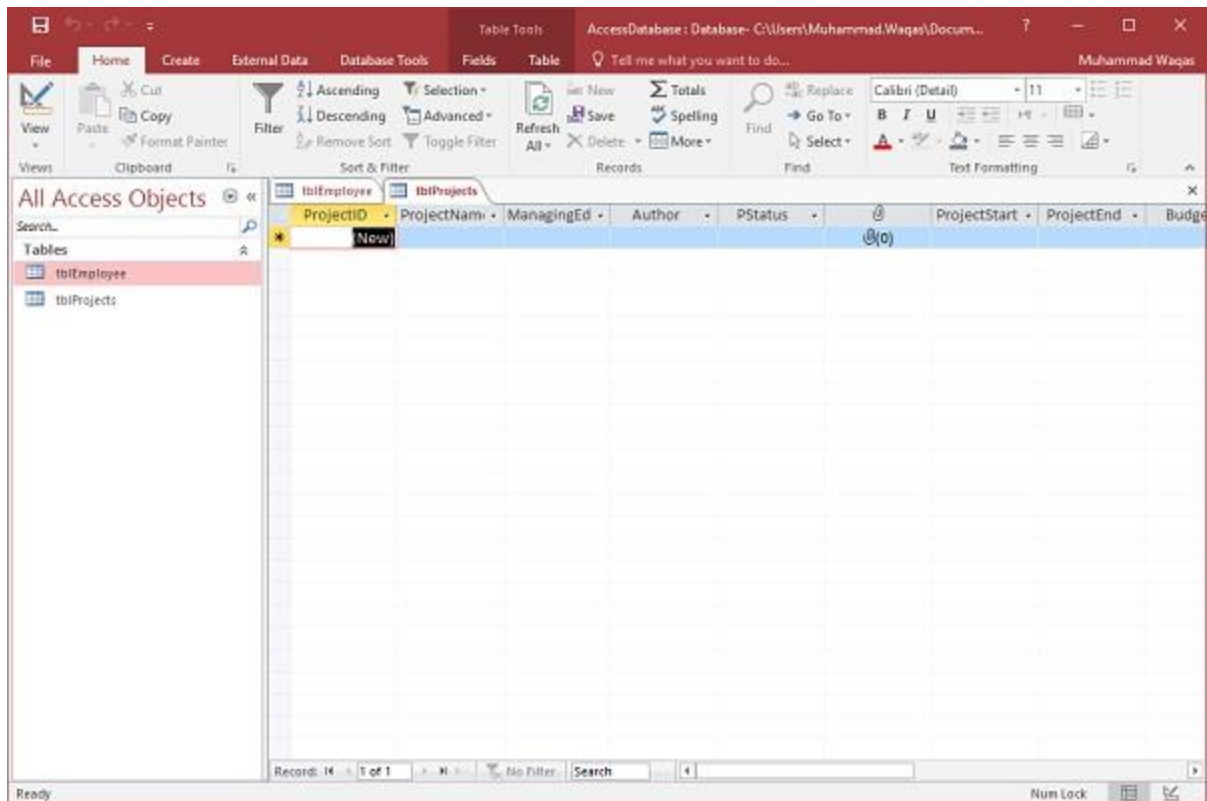 Table Tools AccessDatabase : Database- C:\Users\Muhammad.Waqas\Docum... ?
File Home Create External Data Database Tools Fields Table Tell me what you want to do... Muhammad Waqas
Cut Ascending Selection New Totals Replace Calibri (Detail) 11
View Paste Copy Filter Descending Advanced Refresh All Save Spelling Find Go To B I U
Format Painter Remove Sort Toggle Filter Delete More Select A
Views Clipboard Sort & Filter Records Find Text Formatting
All Access Objects « tblEmployee tblProjects
Search... ProjectID ProjectNam ManagingEd Author PStatus ProjectStart ProjectEnd Budge
Tables (New) (0)
tblEmployee
tblProjects
Record: 1 of 1 No Filter Search
Ready Num Lock